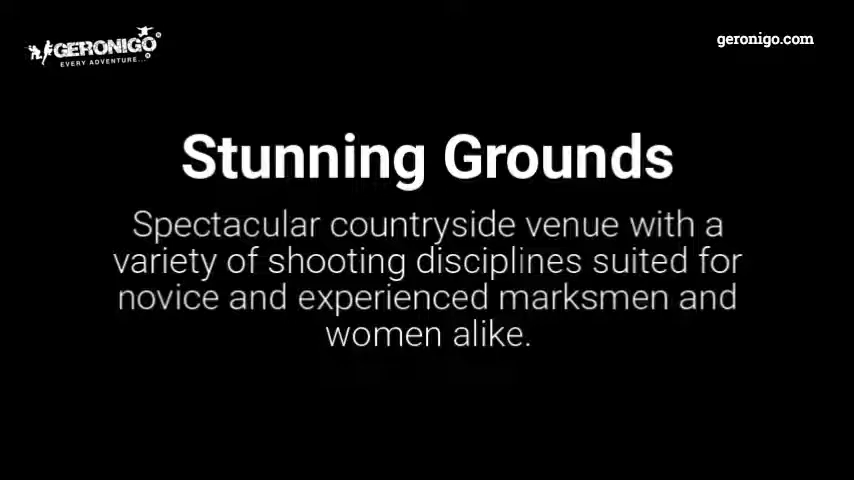 GERONIGO
EVERY ADVENTURE...
geronigo.com
Stunning Grounds
Spectacular countryside venue with a
variety of shooting disciplines suited for
novice and experienced marksmen and
women alike.